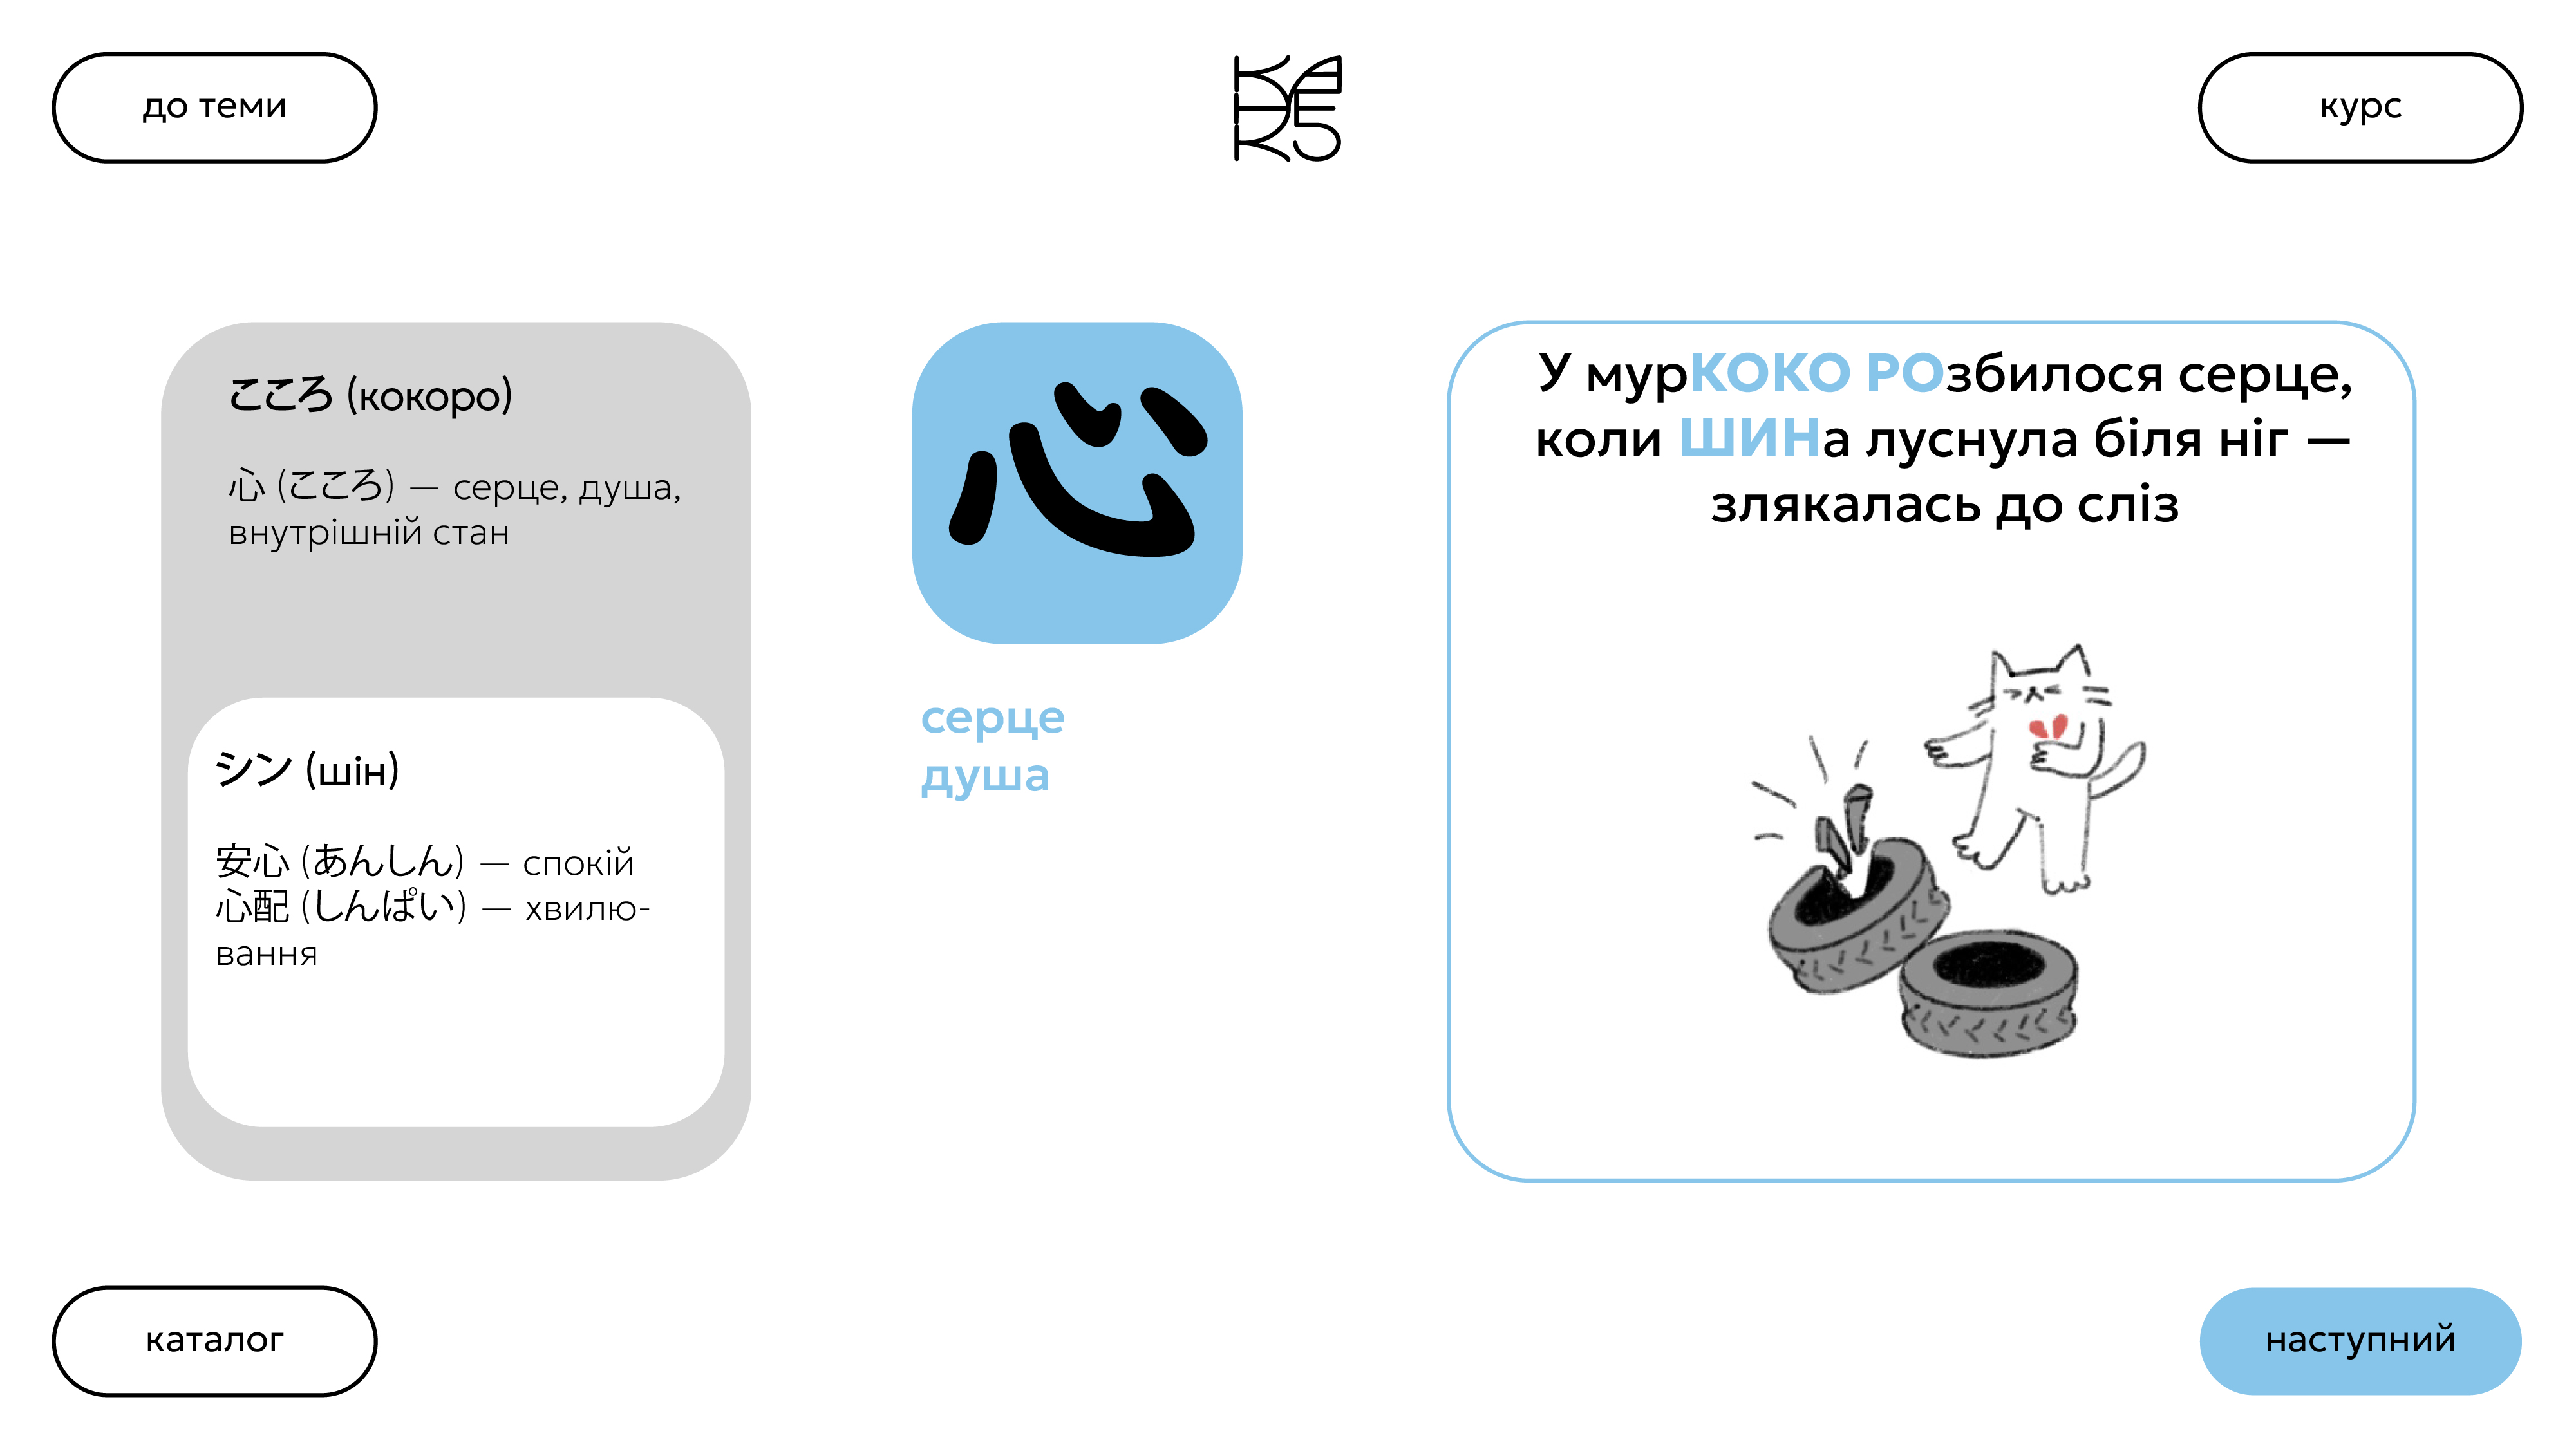 до теми
курс
こころ (кокоро)
心 (こころ) — серце, душа,
внутрішній стан
シン (шін)
安心 (あんしん) — спокій
心配 (しんぱい) — хвилю-
вання
心
серце
душа
У мурКОКО РОзбилося серце,
коли ШИНа луснула біля ніг —
злякалась до сліз
каталог
наступний